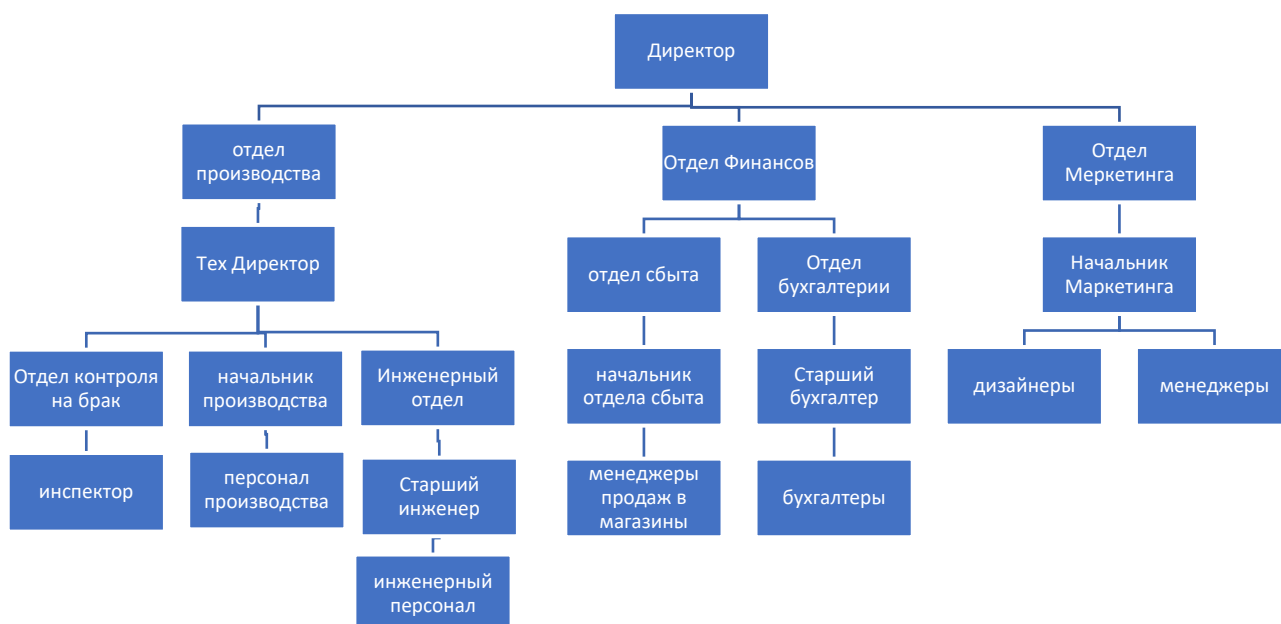 Директор
отдел
производства
Отдел Финансов
Отдел
Меркетинга
Тех Директор
отдел сбыта
Отдел
бухгалтерии
Начальник
Маркетинга
Отдел контроля
на брак
начальник
производства
Инженерный
отдел
начальник
отдела сбыта
Старший
бухгалтер
дизайнеры
менеджеры
инспектор
персонал
производства
Старший
инженер
менеджеры
продаж в
магазины
бухгалтеры
инженерный
персонал